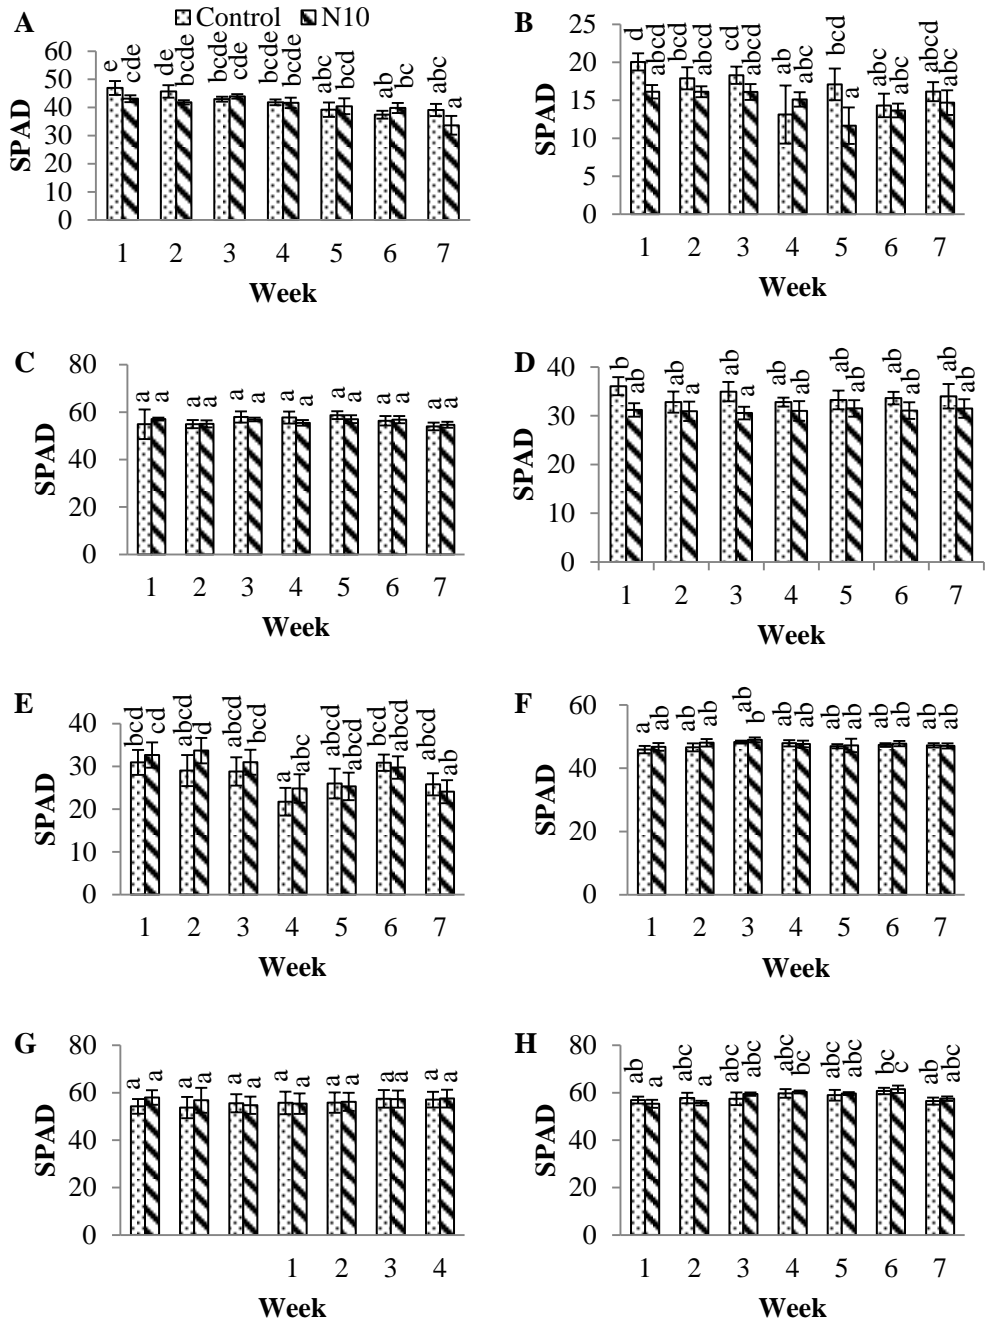 A
Control N10
e cde de bcde bcde cde bcde bcde abc bcd ab bc abc a
60
50
40
30
20
10
0
SPAD
1 2 3 4 5 6 7
Week
B
d abcd bcd abcd cd abcd ab abc bcd a abc abc abcd abc
25
20
15
10
5
0
SPAD
1 2 3 4 5 6 7
Week
C
a a a a a a a a a a a a a a
80
60
40
20
0
SPAD
1 2 3 4 5 6 7
Week
D
b ab ab a ab ab ab ab ab ab ab ab ab ab
40
30
20
10
0
SPAD
1 2 3 4 5 6 7
Week
E
bcd cd abcd d abcd bcd a abc abcd abcd bcd abcd abcd ab
40
30
20
10
0
SPAD
1 2 3 4 5 6 7
Week
F
a ab ab ab ab b ab ab ab ab ab ab ab ab
60
40
20
0
SPAD
1 2 3 4 5 6 7
Week
G
a a a a a a a a a a a a a a
80
60
40
20
0
SPAD
1 2 3 4
Week
H
ab a abc a abc abc abc bc abc abc bc c ab abc
80
60
40
20
0
SPAD
1 2 3 4 5 6 7
Week